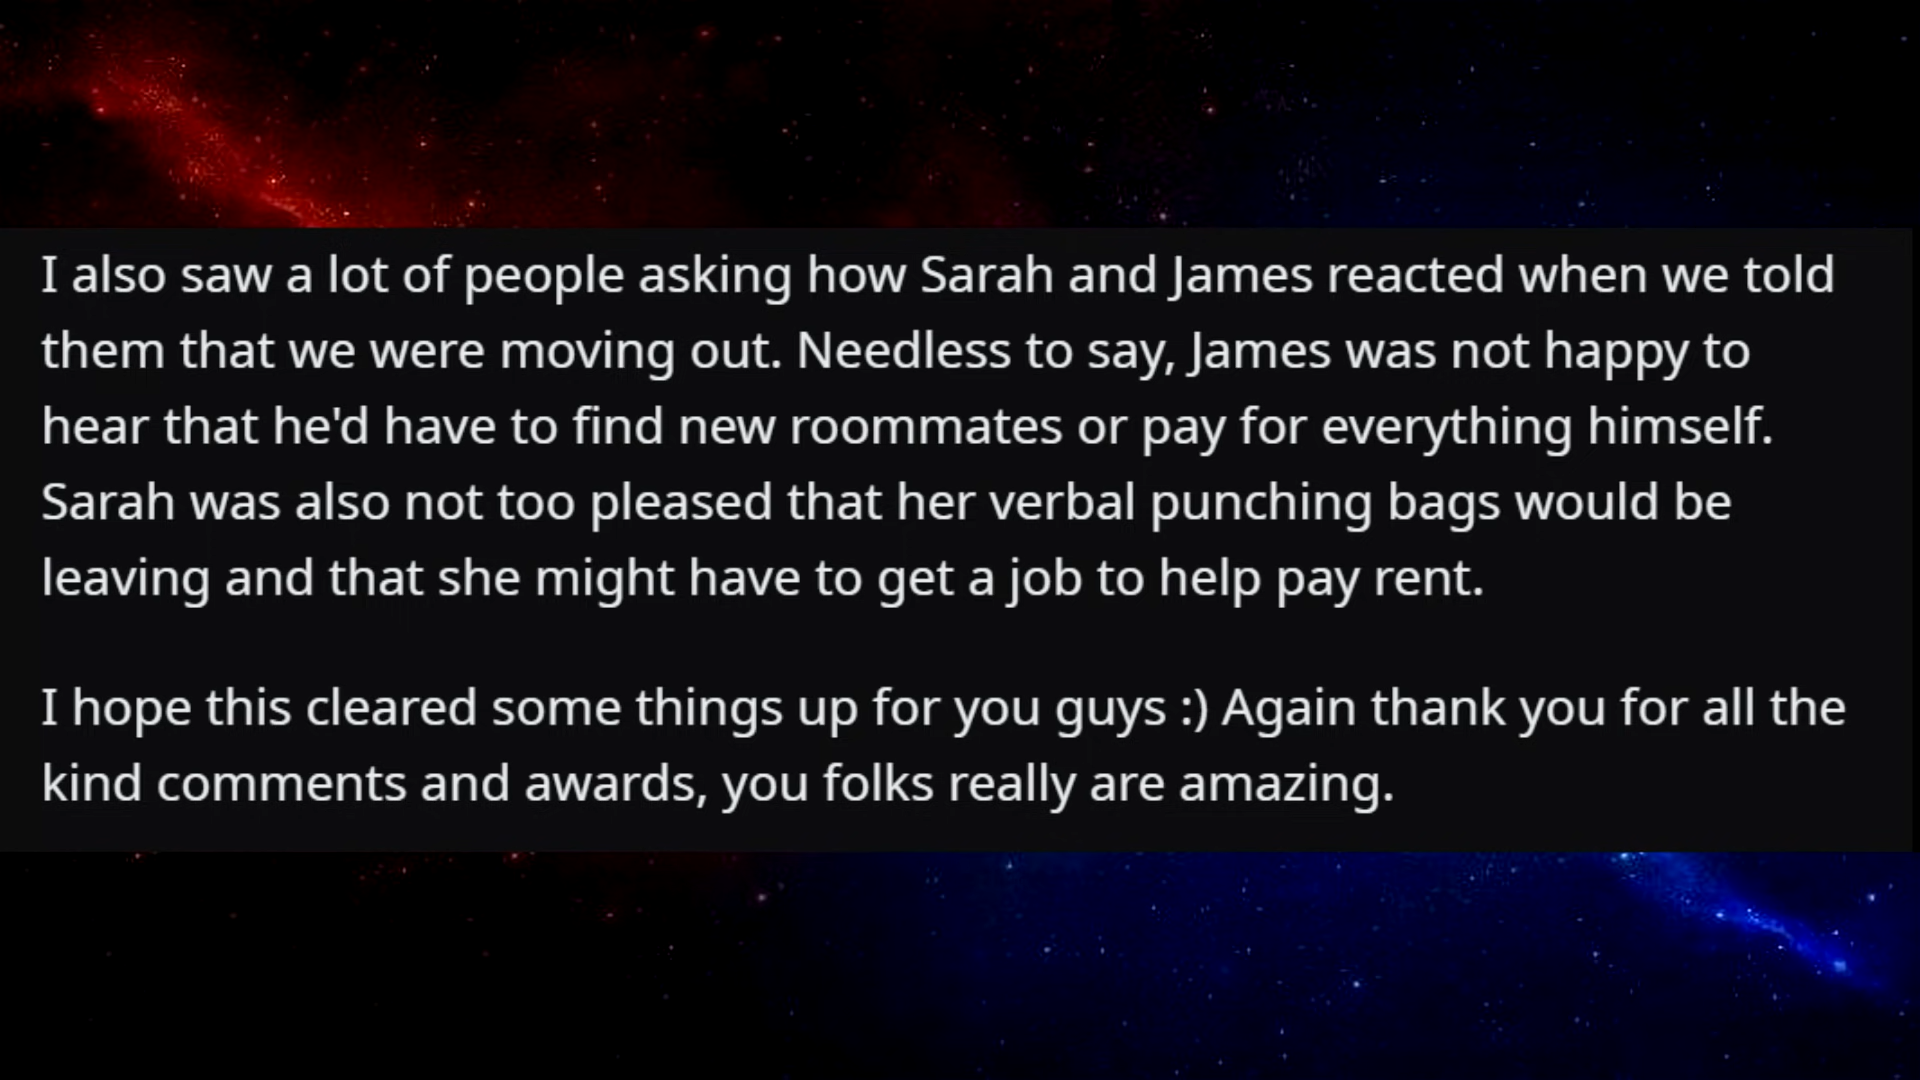 I also saw a lot of people asking how Sarah and James reacted when we told
them that we were moving out. Needless to say, James was not happy to
hear that he'd have to find new roommates or pay for everything himself.
Sarah was also not too pleased that her verbal punching bags would be
leaving and that she might have to get a job to help pay rent.
I hope this cleared some things up for you guys :) Again thank you for all the
kind comments and awards, you folks really are amazing.